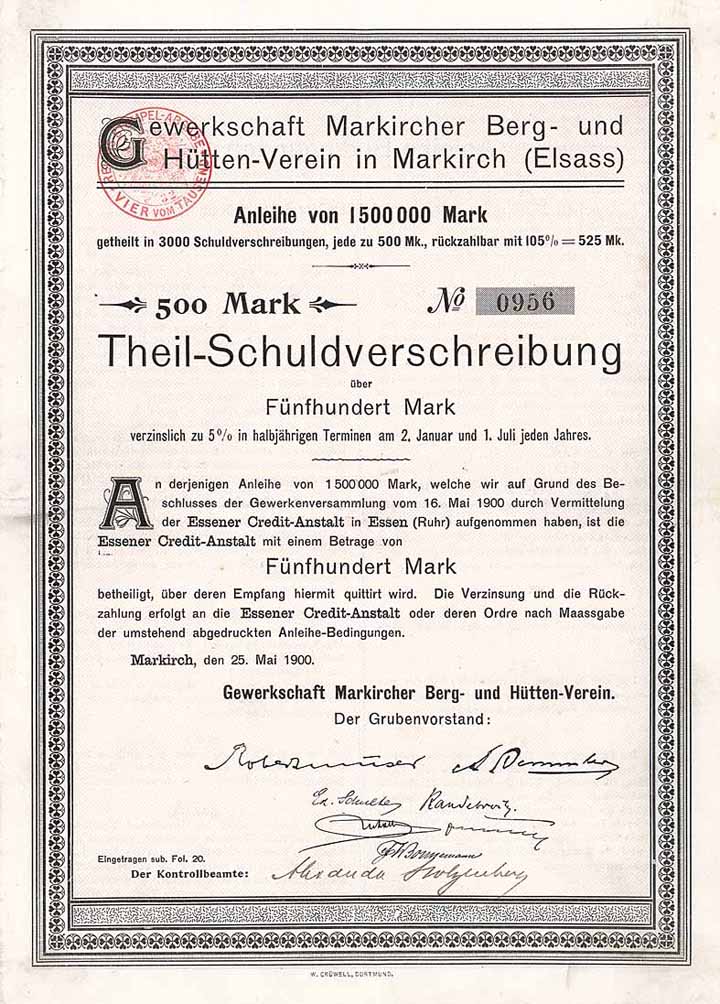 Gewerkschaft Markircher Berg- und
Hütten-Verein in Markirch (Elsass)
VIER VOM TAUSEN
Anleihe von 1500000 Mark
getheilt in 3000 Schuldverschreibungen, jede zu 500 Mk., rückzahlbar mit 105% = 525 Mk.
500 Mark No 0956
Theil-Schuldverschreibung
über
Fünfhundert Mark
verzinslich zu 5% in halbjährigen Terminen am 2. Januar und 1. Juli jeden Jahres.
An derjenigen Anleihe von 1500000 Mark, welche wir auf Grund des Be-
schlusses der Gewerkenversammlung vom 16. Mai 1900 durch Vermittelung
der Essener Credit-Anstalt in Essen (Ruhr) aufgenommen haben, ist die
Essener Credit-Anstalt mit einem Betrage von
Fünfhundert Mark
betheiligt, über deren Empfang hiermit quittirt wird. Die Verzinsung und die Rück-
zahlung erfolgt an die Essener Credit-Anstalt oder deren Ordre nach Maassgabe
der umstehend abgedruckten Anleihe-Bedingungen.
Markirch, den 25. Mai 1900.
Gewerkschaft Markircher Berg- und Hütten-Verein.
Der Grubenvorstand:
Eingetragen sub. Fol. 20.
Der Kontrollbeamte:
W. CRÜWELL, DORTMUND.